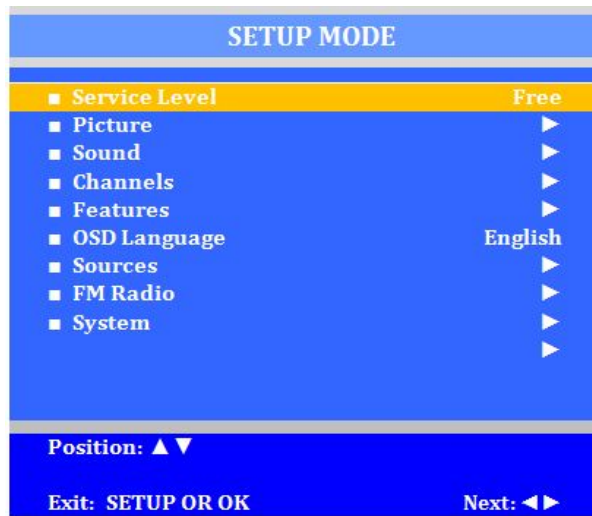 SETUP MODE
■ Service Level Free
■ Picture ▶
■ Sound ▶
■ Channels ▶
■ Features ▶
■ OSD Language English
■ Sources ▶
■ FM Radio ▶
■ System ▶
▶
Position: ▲▼
Exit: SETUP OR OK Next: ◀▶